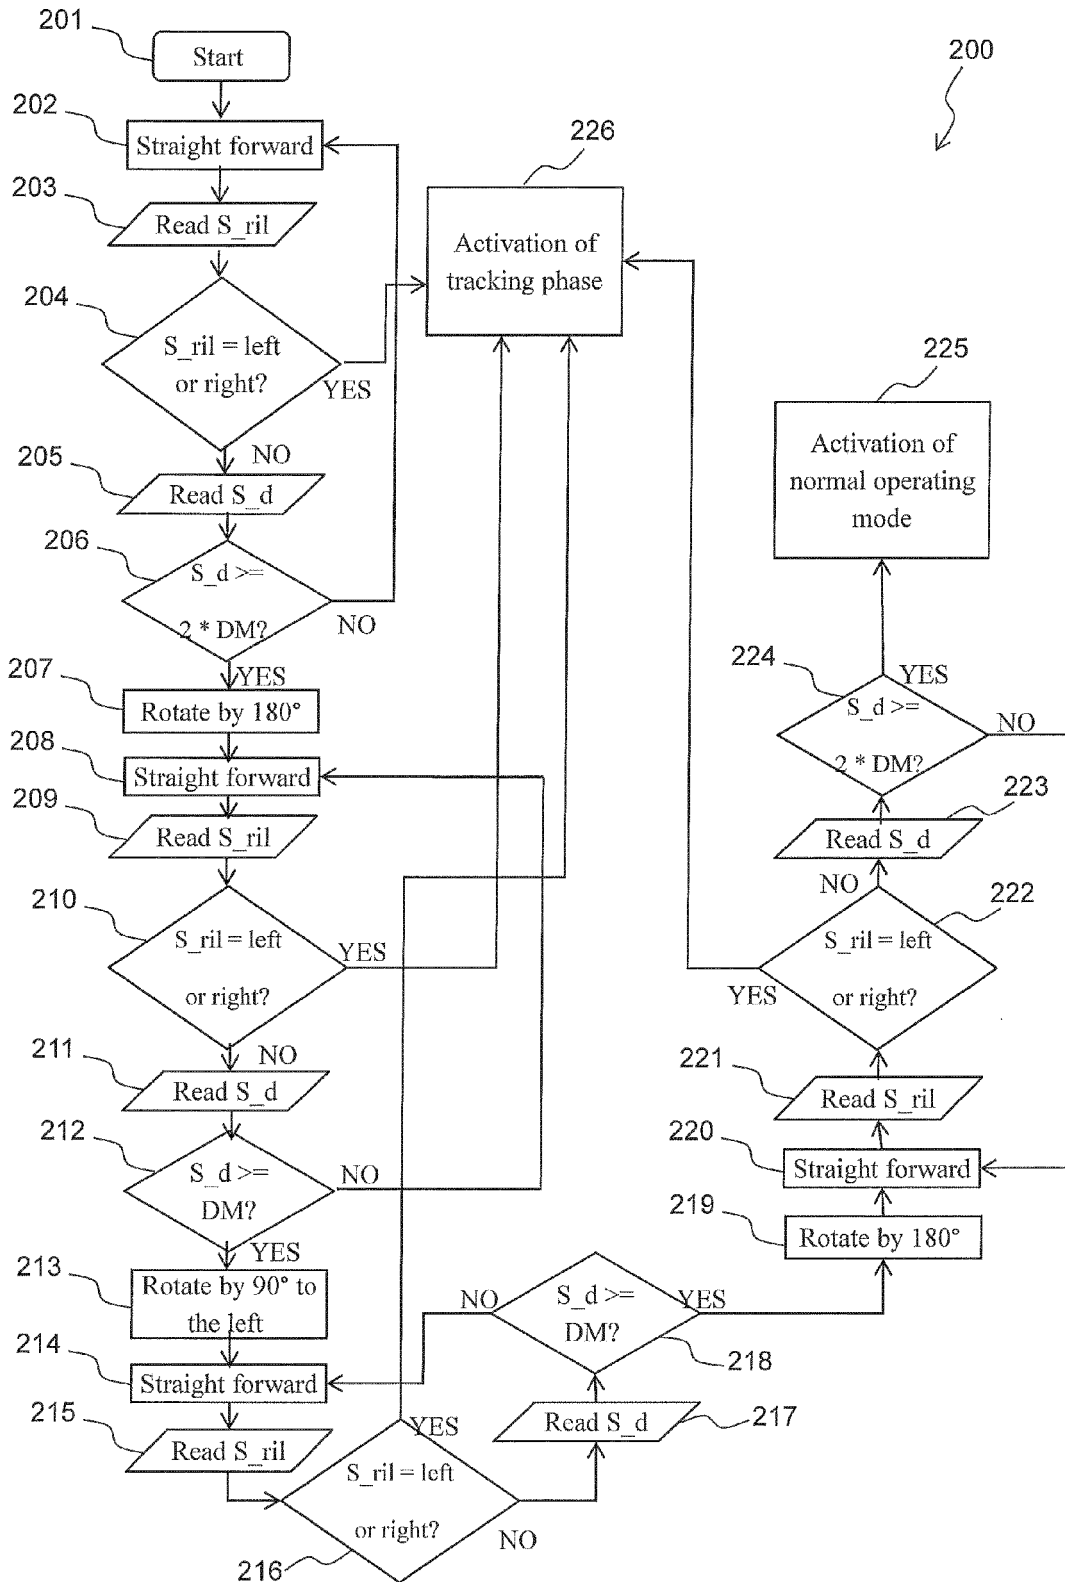 201
Start
200
202
Straight forward
226
203
Read S_ril
Activation of
tracking phase
204
S_ril = left
or right?
YES
225
NO
205
Read S_d
Activation of
normal operating
mode
206
S_d >=
2 * DM?
NO
YES
207
Rotate by 180°
224
YES
S_d >=
2 * DM?
NO
208
Straight forward
209
Read S_ril
223
Read S_d
NO
210
S_ril = left
or right?
YES
222
S_ril = left
or right?
YES
211
NO
Read S_d
221
Read S_ril
212
S_d >=
DM?
NO
220
Straight forward
219
Rotate by 180°
YES
213
Rotate by 90° to
the left
NO
S_d >=
DM?
YES
218
214
Straight forward
215
Read S_ril
217
Read S_d
YES
S_ril = left
or right?
NO
216